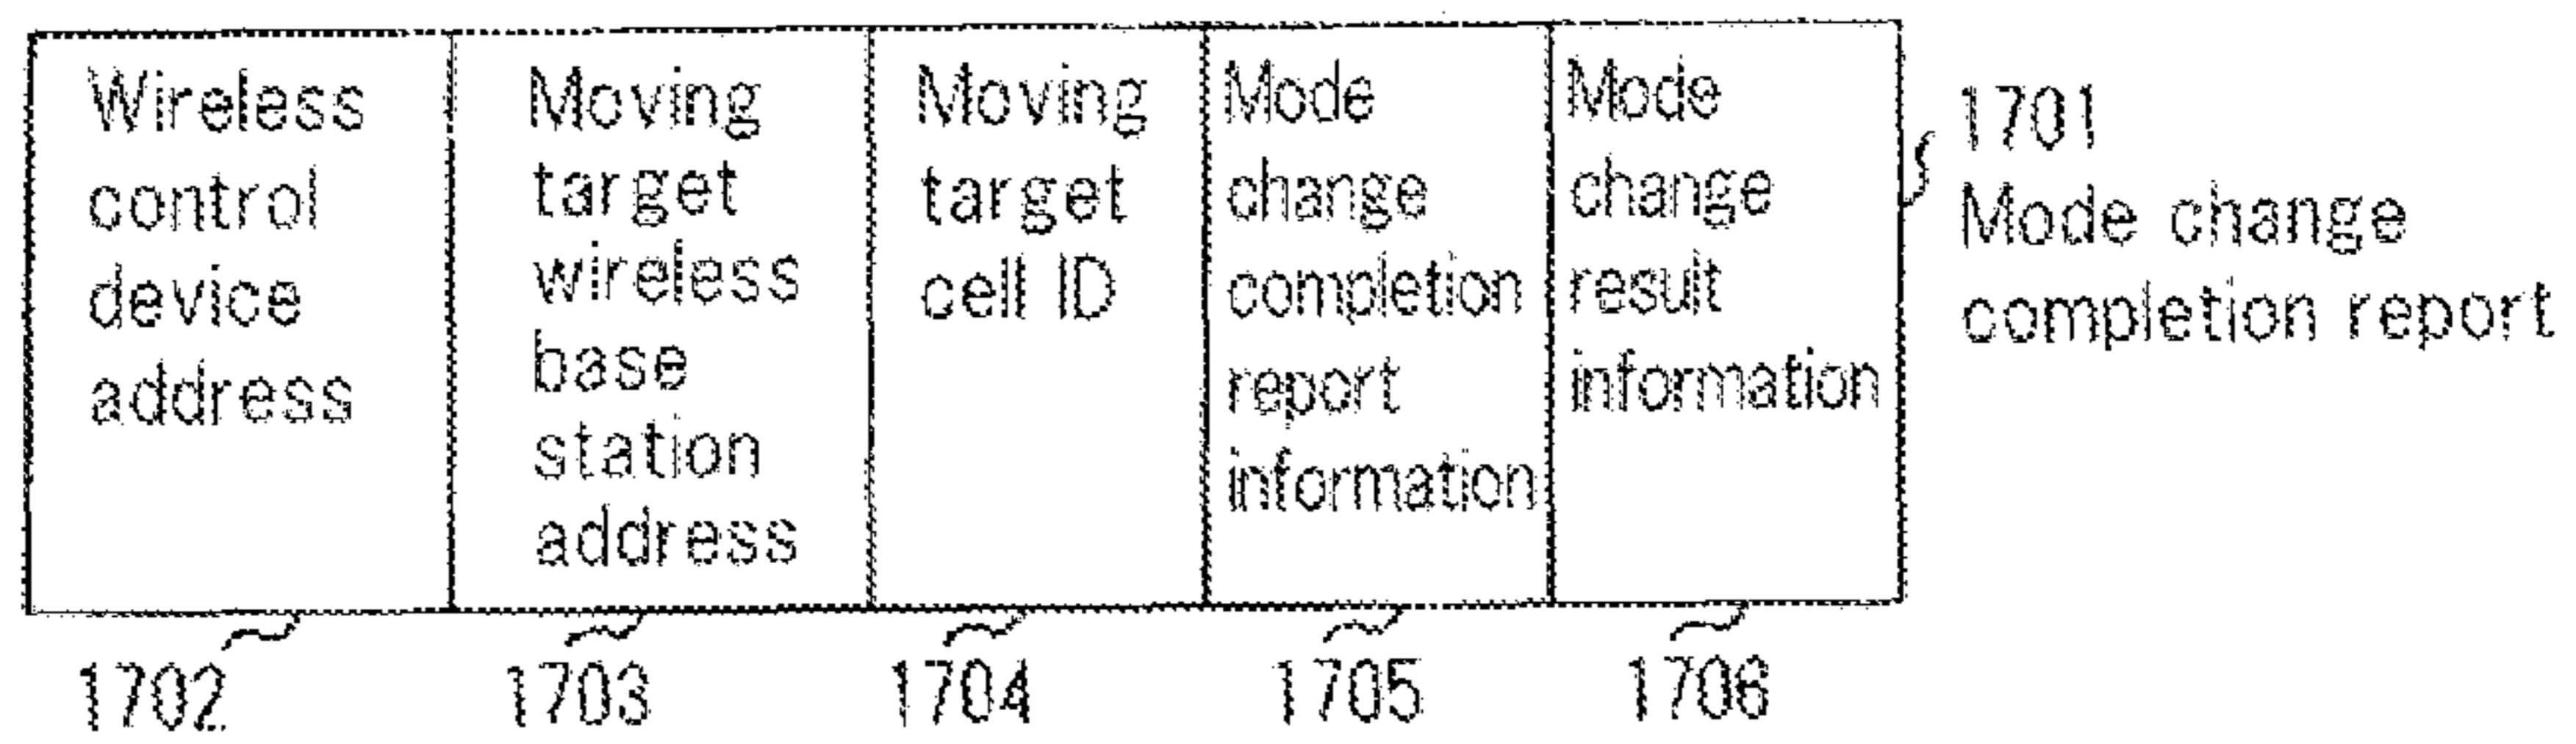 Wireless
control
device
address
Moving
target
wireless
base
station
address
Moving
target
cell ID
Mode
change
completion
report
information
Mode
change
result
information
1701
Mode change
completion report
1702
1703
1704
1705
1706